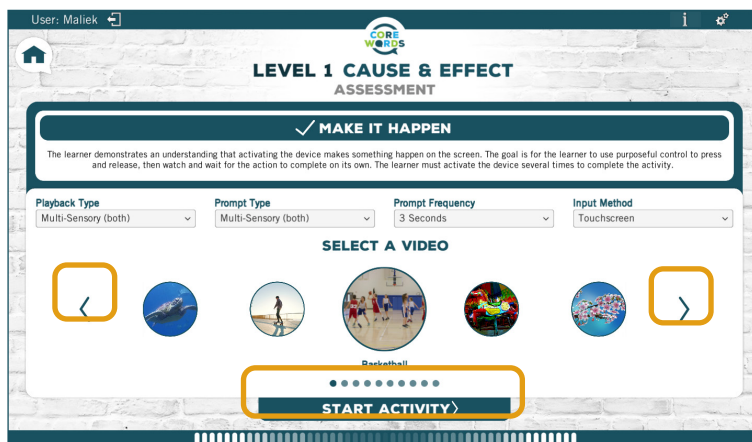 User: Maliek
i
CORE
WORDS
LEVEL 1 CAUSE & EFFECT
ASSESSMENT
MAKE IT HAPPEN
The learner demonstrates an understanding that activating the device makes something happen on the screen. The goal is for the learner to use purposeful control to press
and release, then watch and wait for the action to complete on its own. The learner must activate the device several times to complete the activity.
Playback Type
Prompt Type
Prompt Frequency
Input Method
Multi-Sensory (both)
Multi-Sensory (both)
3 Seconds
Touchscreen
SELECT A VIDEO
Basketball
START ACTIVITY